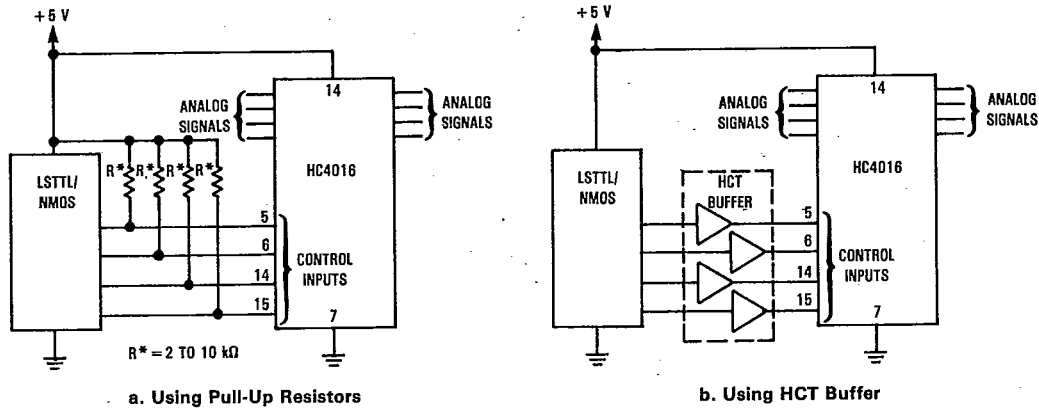 +5 V
14
ANALOG
SIGNALS
ANALOG
SIGNALS
LSTTL/
NMOS
R* R* R* R*
HC4016
5
6
14
15
CONTROL
INPUTS
7
R* = 2 TO 10 kΩ
a. Using Pull-Up Resistors
+5 V
14
ANALOG
SIGNALS
ANALOG
SIGNALS
LSTTL/
NMOS
HCT
BUFFER
HC4016
5
6
14
15
CONTROL
INPUTS
7
b. Using HCT Buffer